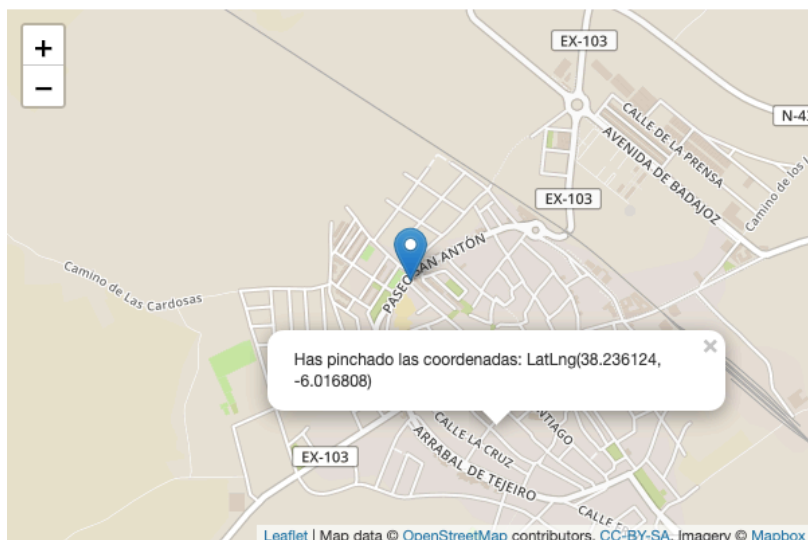 +
−
EX-103
CALLE DE LA PRENSA
N-43
AVENIDA DE BADAJOZ
EX-103
Camino de los
PASEO SAN ANTÓN
Camino de Las Cardosas
×
Has pinchado las coordenadas: LatLng(38.236124,
-6.016808)
CALLE LA CRUZ
EX-103
ARRABAL DE TEJEIRO
CALLE
Leaflet | Map data © OpenStreetMap contributors, CC-BY-SA, Imagery © Mapbox